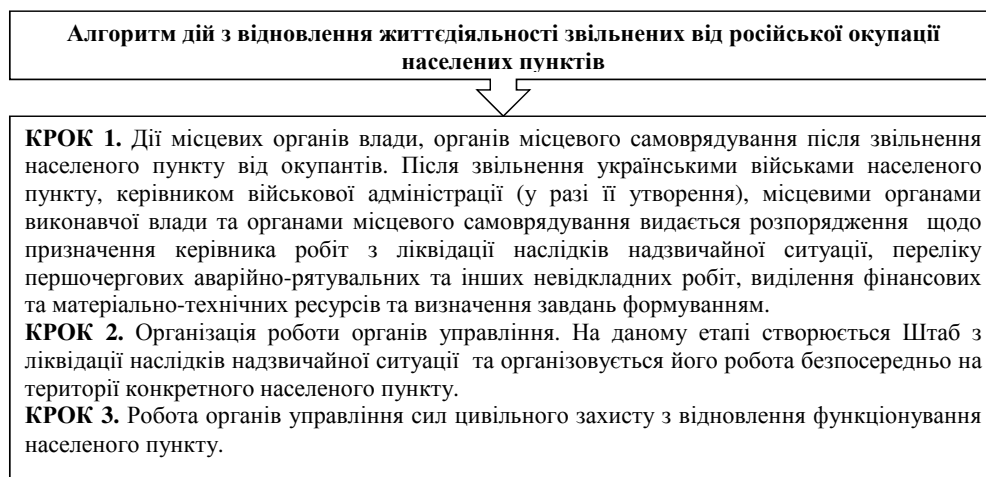 Алгоритм дій з відновлення життєдіяльності звільнених від російської окупації
населених пунктів
КРОК 1. Дії місцевих органів влади, органів місцевого самоврядування після звільнення
населеного пункту від окупантів. Після звільнення українськими військами населеного
пункту, керівником військової адміністрації (у разі її утворення), місцевими органами
виконавчої влади та органами місцевого самоврядування видається розпорядження щодо
призначення керівника робіт з ліквідації наслідків надзвичайної ситуації, переліку
першочергових аварійно-рятувальних та інших невідкладних робіт, виділення фінансових
та матеріально-технічних ресурсів та визначення завдань формуванням.
КРОК 2. Організація роботи органів управління. На даному етапі створюється Штаб з
ліквідації наслідків надзвичайної ситуації та організовується його робота безпосередньо на
території конкретного населеного пункту.
КРОК 3. Робота органів управління сил цивільного захисту з відновлення функціонування
населеного пункту.